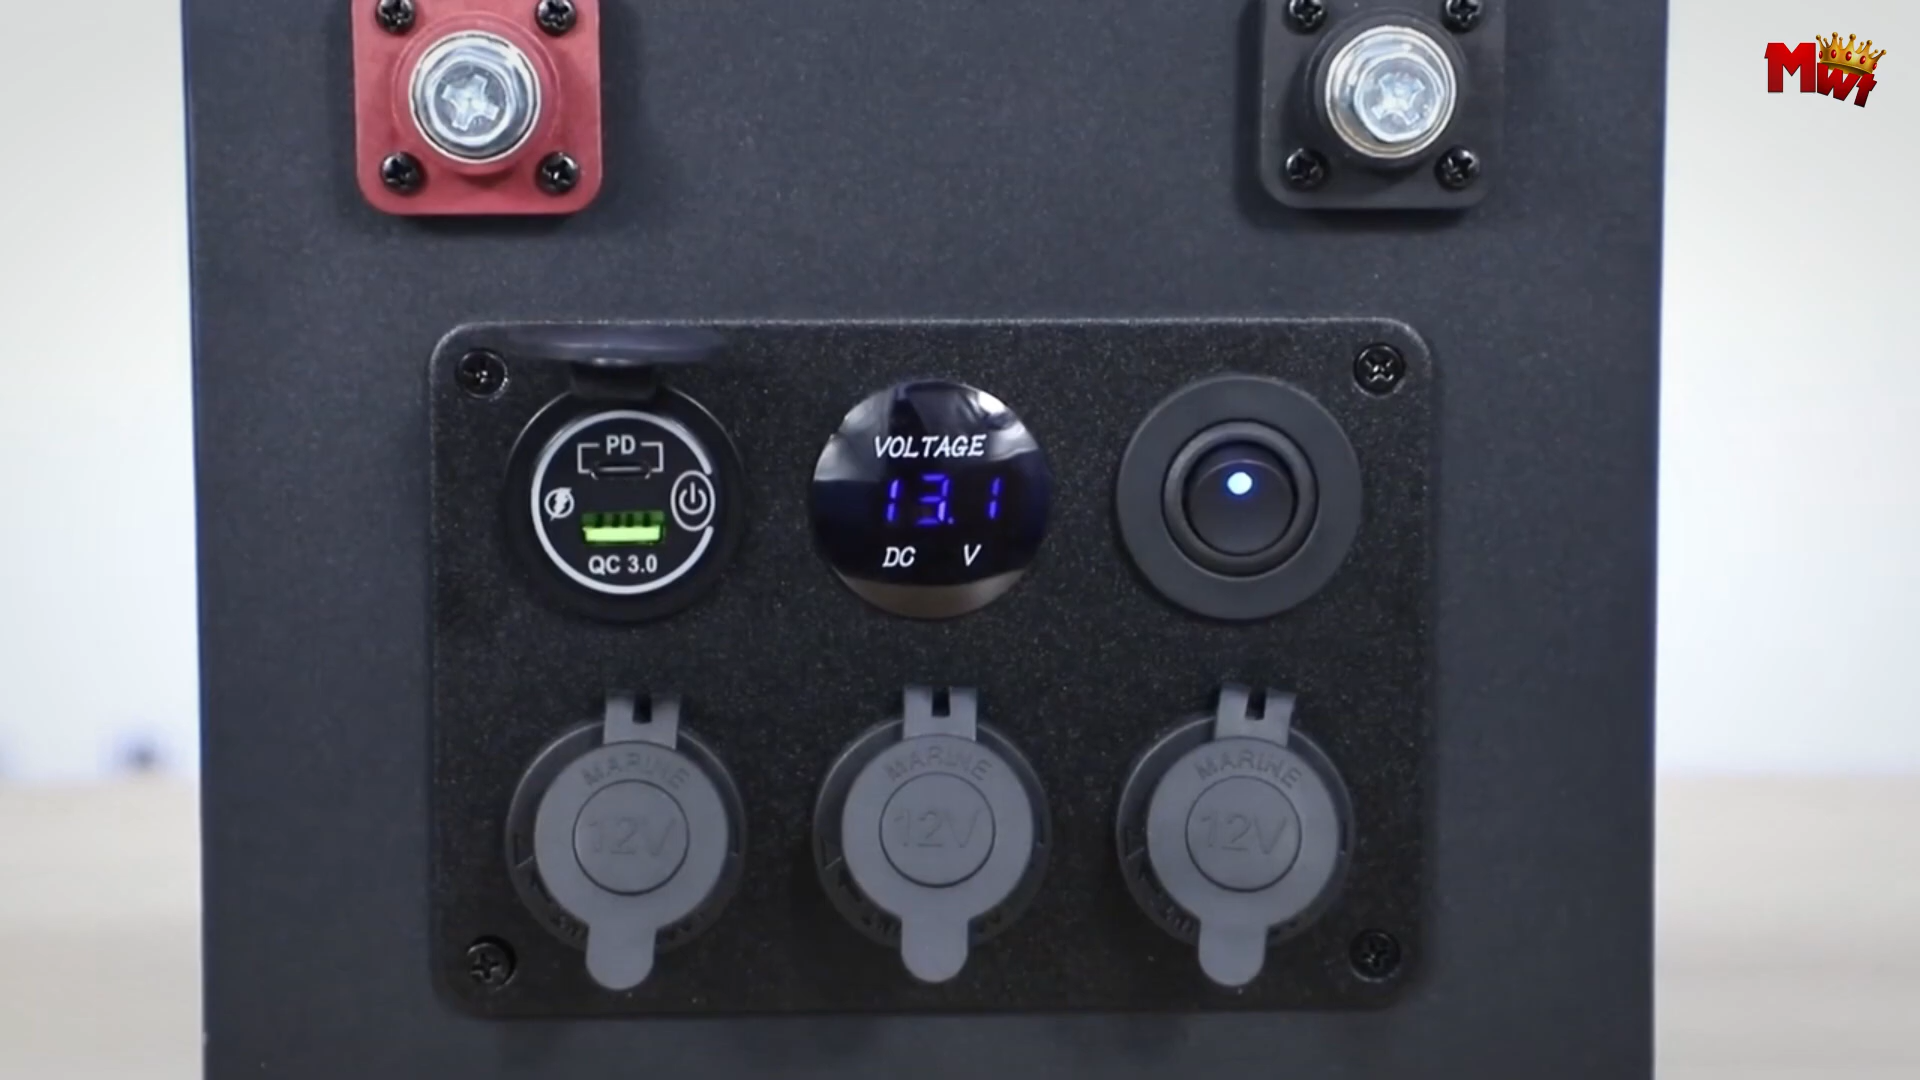 MWT
PD
QC 3.0
VOLTAGE
13.1
DC V
MARINE
12V
MARINE
12V
MARINE
12V